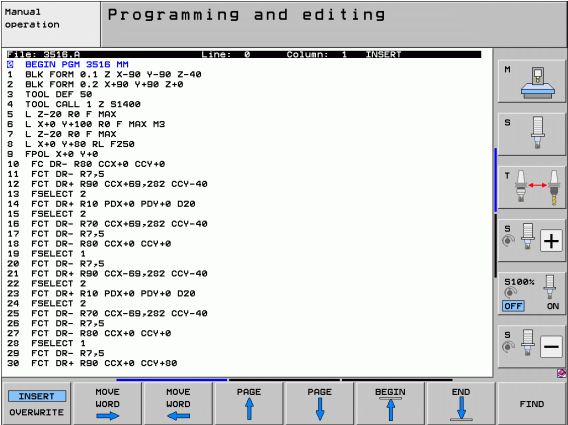 Manual
operation
Programming and editing
File: 3516.A Line: 0 Column: 1 INSERT
0 BEGIN PGM 3516 MM
1 BLK FORM 0.1 Z X-90 Y-90 Z-40
2 BLK FORM 0.2 X+90 Y+90 Z+0
3 TOOL DEF 50
4 TOOL CALL 1 Z S1400
5 L Z-20 R0 F MAX
6 L X+0 Y+100 R0 F MAX M3
7 L Z-20 R0 F MAX
8 L X+0 Y+80 RL F250
9 FPOL X+0 Y+0
10 FC DR- R80 CCX+0 CCY+0
11 FCT DR- R7,5
12 FCT DR+ R90 CCX+69,282 CCY-40
13 FSELECT 2
14 FCT DR+ R10 PDX+0 PDY+0 D20
15 FSELECT 2
16 FCT DR- R70 CCX+69,282 CCY-40
17 FCT DR- R7,5
18 FCT DR- R80 CCX+0 CCY+0
19 FSELECT 1
20 FCT DR- R7,5
21 FCT DR+ R90 CCX-69,282 CCY-40
22 FSELECT 2
23 FCT DR+ R10 PDX+0 PDY+0 D20
24 FSELECT 2
25 FCT DR- R70 CCX-69,282 CCY-40
26 FCT DR- R7,5
27 FCT DR- R80 CCX+0 CCY+0
28 FSELECT 1
29 FCT DR- R7,5
30 FCT DR+ R90 CCX+0 CCY+80
M
S
T
S
S100%
OFF ON
S
INSERT
OVERWRITE
MOVE
WORD
MOVE
WORD
PAGE
PAGE
BEGIN
END
FIND